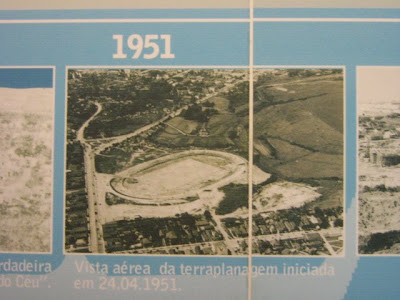 1951
rdadeira
do Céu".
Vista aérea da terraplanagem iniciada
em 24.04.1951.